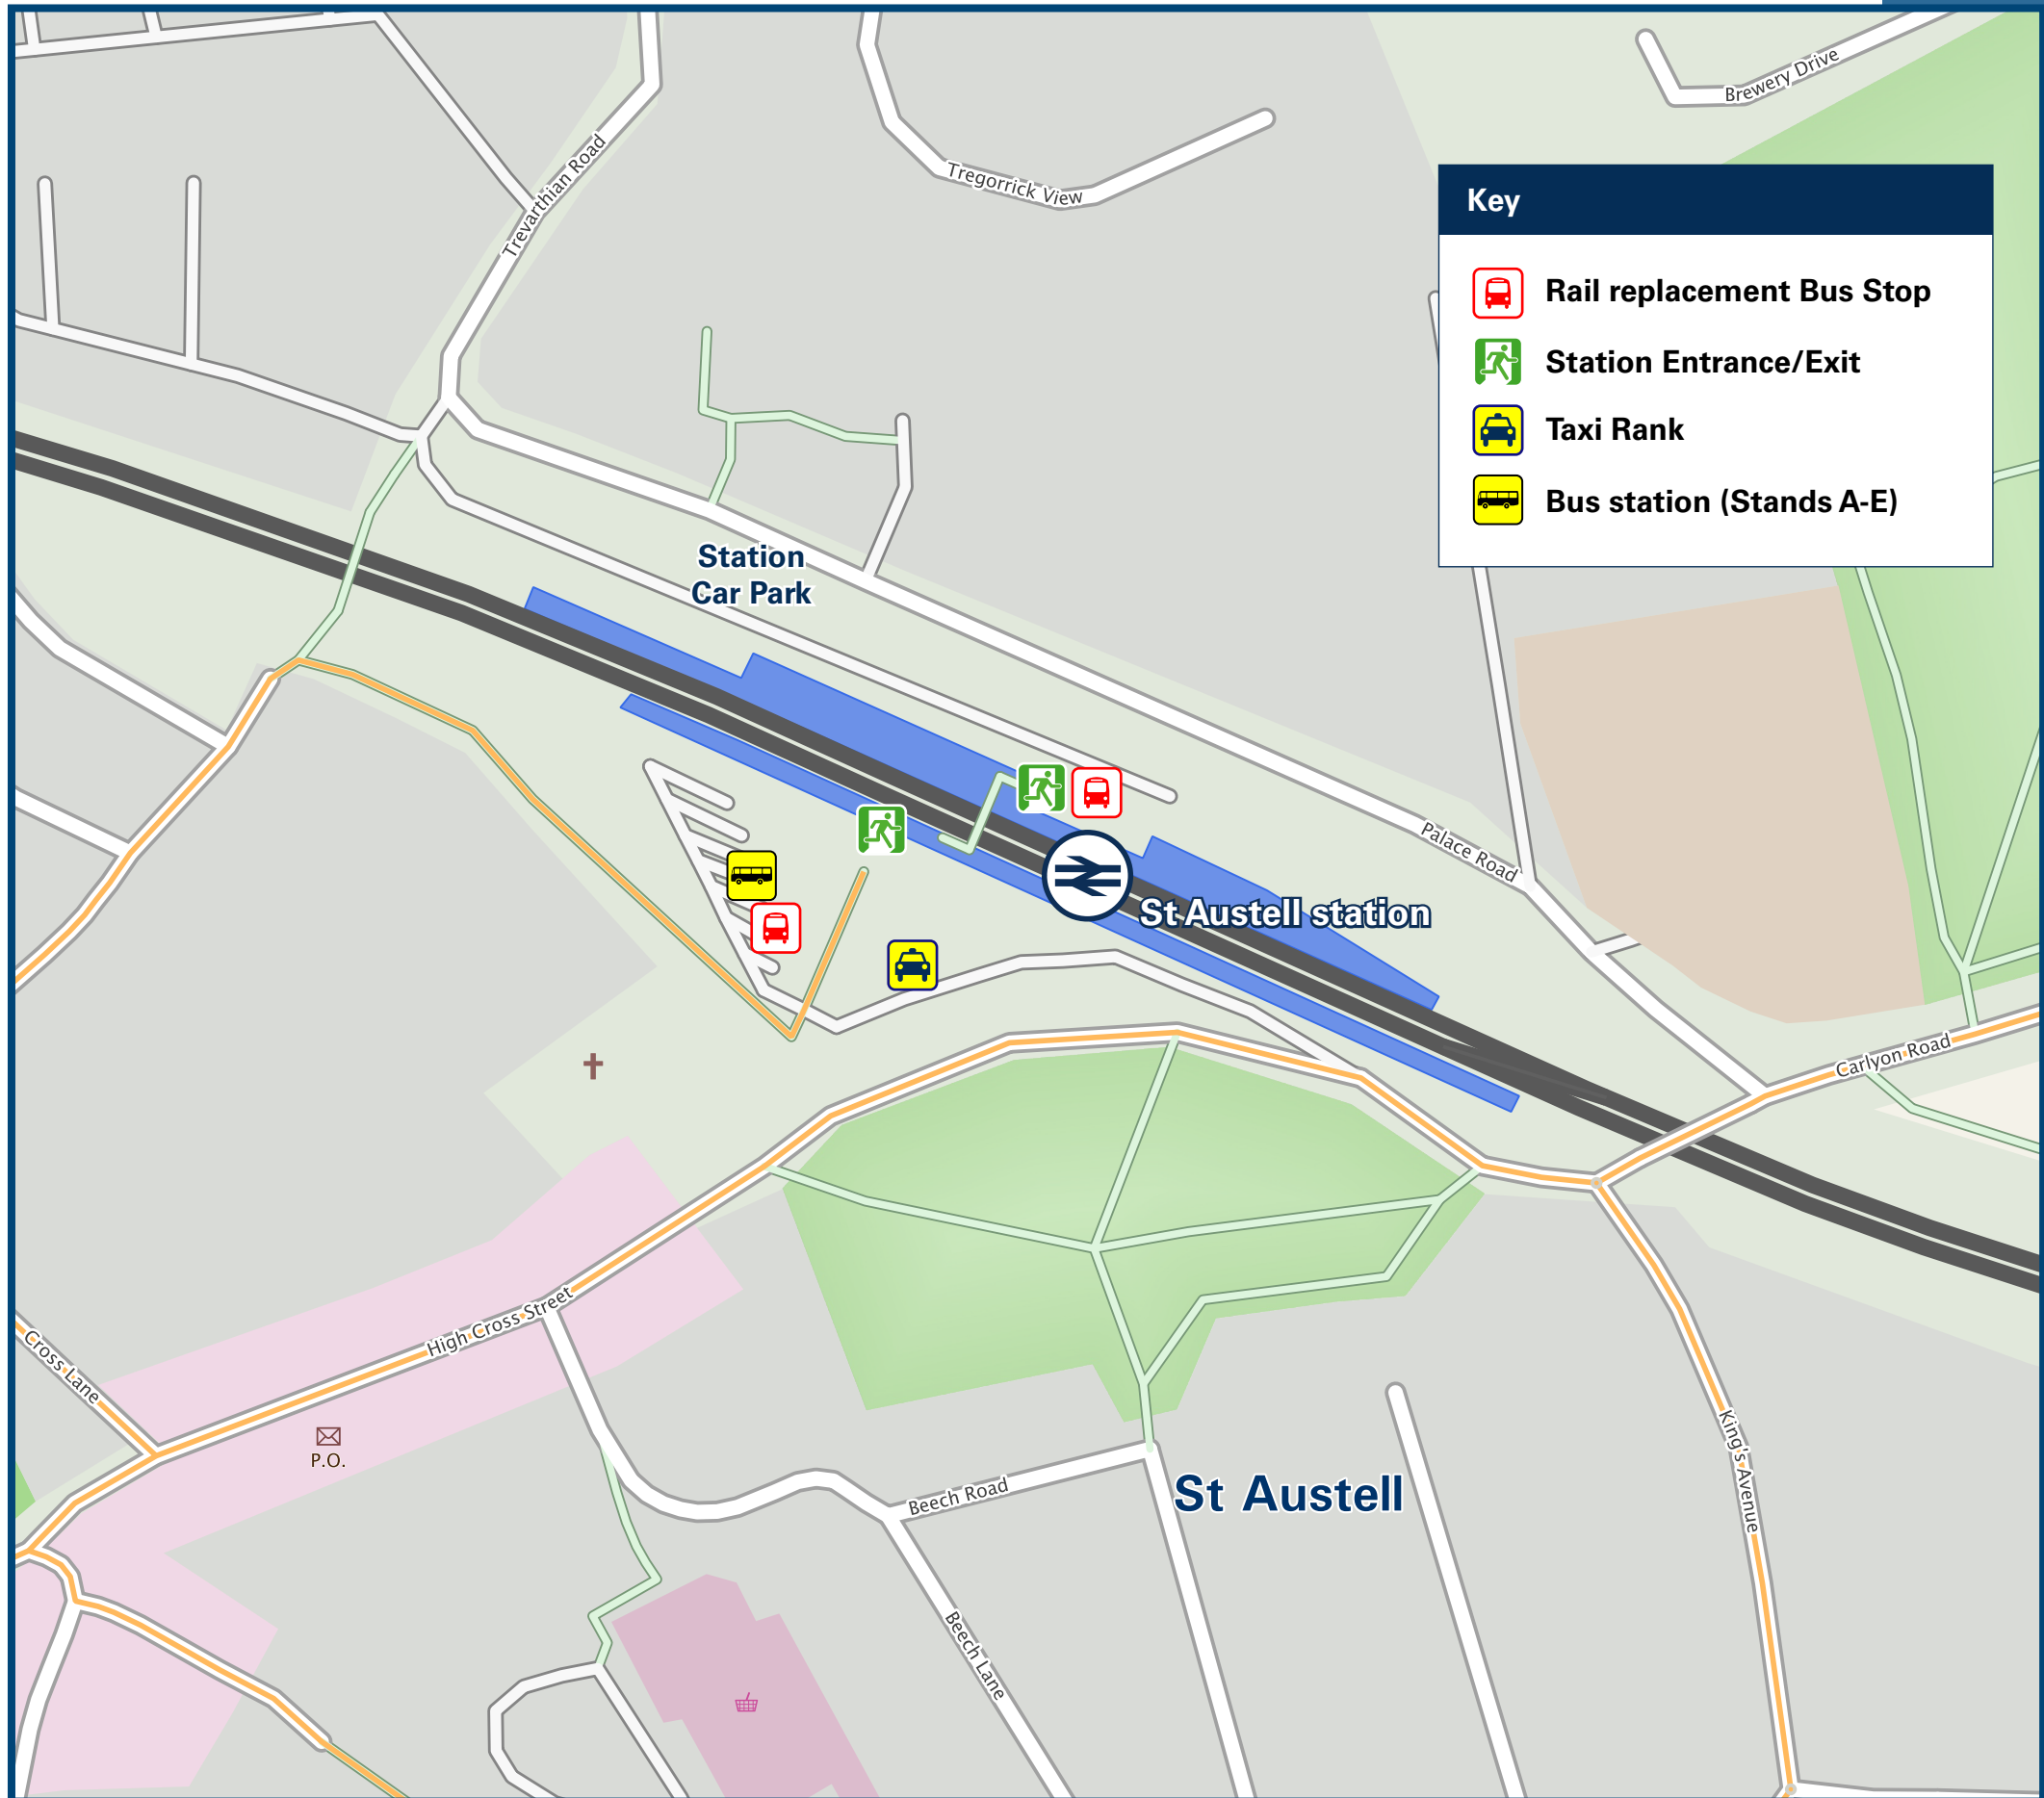 Brewery Drive
Trevarthian Road
Tregorrick View
Key
Rail replacement Bus Stop
Station Entrance/Exit
Taxi Rank
Bus station (Stands A-E)
Station
Car Park
Palace Road
St Austell station
Carlyon Road
High Cross Street
Cross Lane
P.O.
King's Avenue
Beech Road
St Austell
Beech Lane